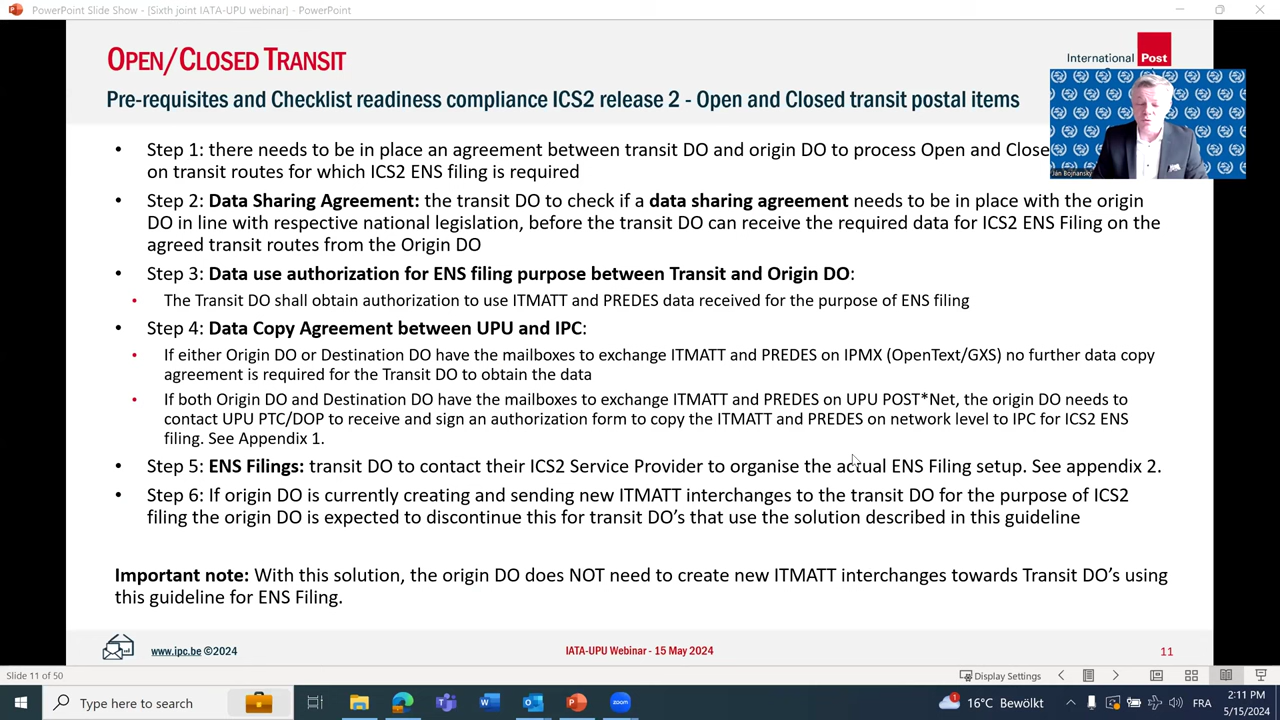 PowerPoint Slide Show - [Sixth joint IATA-UPU webinar] - PowerPoint
OPEN/CLOSED TRANSIT
International Post
Pre-requisites and Checklist readiness compliance ICS2 release 2 - Open and Closed transit postal items
• Step 1: there needs to be in place an agreement between transit DO and origin DO to process Open and Close
on transit routes for which ICS2 ENS filing is required
Ján Bojnanský
• Step 2: Data Sharing Agreement: the transit DO to check if a data sharing agreement needs to be in place with the origin
DO in line with respective national legislation, before the transit DO can receive the required data for ICS2 ENS Filing on the
agreed transit routes from the Origin DO
• Step 3: Data use authorization for ENS filing purpose between Transit and Origin DO:
• The Transit DO shall obtain authorization to use ITMATT and PREDES data received for the purpose of ENS filing
• Step 4: Data Copy Agreement between UPU and IPC:
• If either Origin DO or Destination DO have the mailboxes to exchange ITMATT and PREDES on IPMX (OpenText/GXS) no further data copy
agreement is required for the Transit DO to obtain the data
• If both Origin DO and Destination DO have the mailboxes to exchange ITMATT and PREDES on UPU POST*Net, the origin DO needs to
contact UPU PTC/DOP to receive and sign an authorization form to copy the ITMATT and PREDES on network level to IPC for ICS2 ENS
filing. See Appendix 1.
• Step 5: ENS Filings: transit DO to contact their ICS2 Service Provider to organise the actual ENS Filing setup. See appendix 2.
• Step 6: If origin DO is currently creating and sending new ITMATT interchanges to the transit DO for the purpose of ICS2
filing the origin DO is expected to discontinue this for transit DO's that use the solution described in this guideline
Important note: With this solution, the origin DO does NOT need to create new ITMATT interchanges towards Transit DO's using
this guideline for ENS Filing.
www.ipc.be ©2024
IATA-UPU Webinar - 15 May 2024
11
Slide 11 of 50
Display Settings
Type here to search
1
16°C Bewölkt
FRA
2:11 PM
5/15/2024